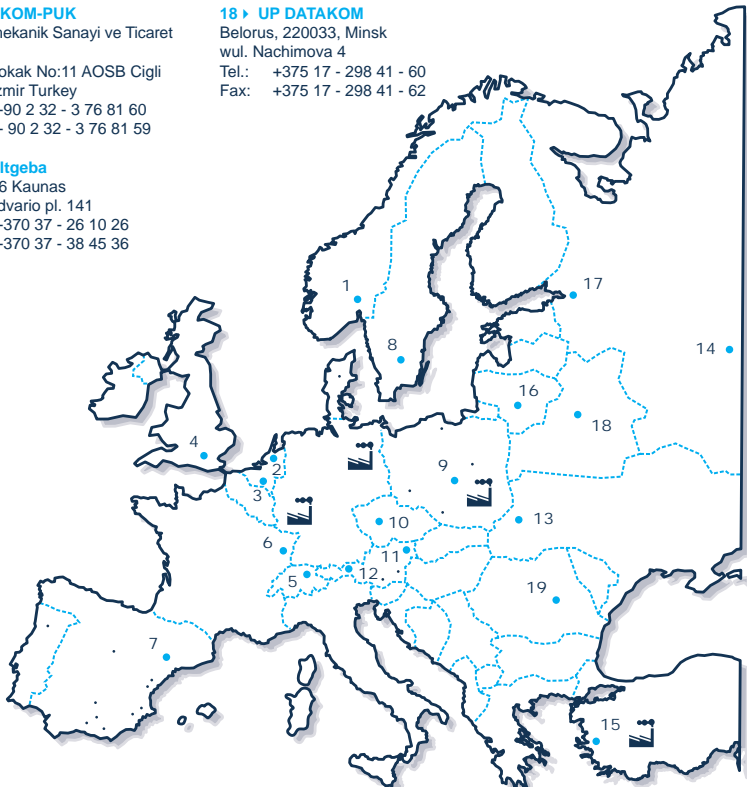 KOM-PUK
mekanik Sanayi ve Ticaret
okak No:11 AOSB Cigli
zmir Turkey
-90 2 32 - 3 76 81 60
- 90 2 32 - 3 76 81 59
ltgeba
6 Kaunas
dvario pl. 141
-370 37 - 26 10 26
-370 37 - 38 45 36
18 UP DATAKOM
Belorus, 220033, Minsk
wul. Nachimova 4
Tel.: +375 17 - 298 41 - 60
Fax: +375 17 - 298 41 - 62
1
17
8
14
16
18
4
2
9
3
10
13
6
11
5
12
19
7
15